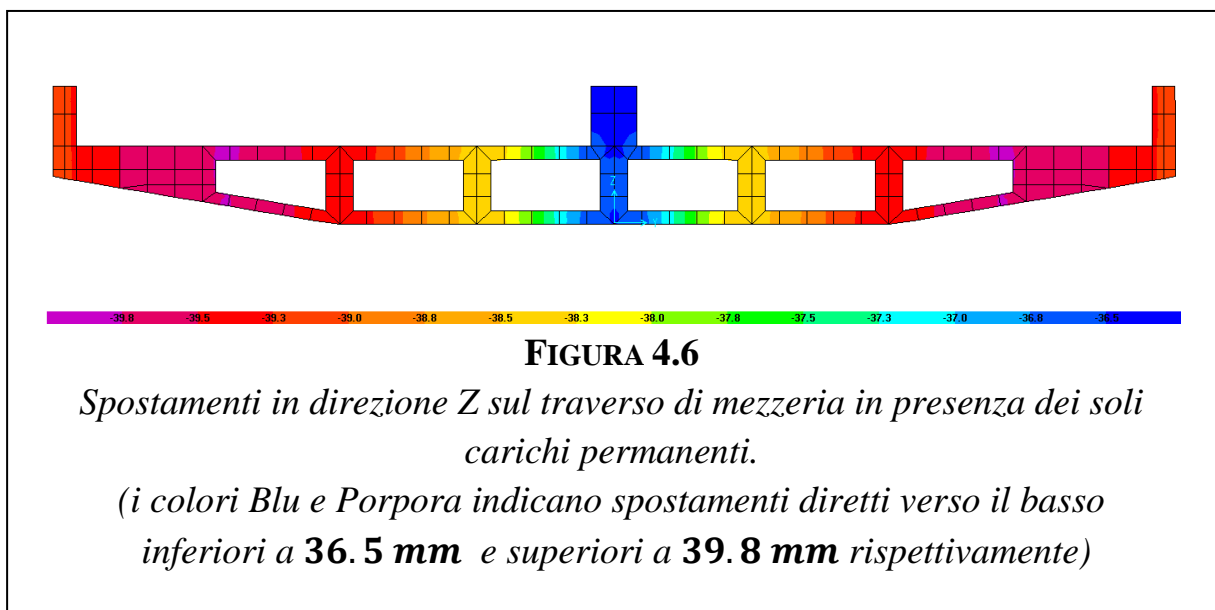 Z
-39.8 -39.5 -39.3 -39.0 -38.8 -38.5 -38.3 -38.0 -37.8 -37.5 -37.3 -37.0 -36.8 -36.5
FIGURA 4.6
Spostamenti in direzione Z sul traverso di mezzeria in presenza dei soli
carichi permanenti.
(i colori Blu e Porpora indicano spostamenti diretti verso il basso
inferiori a 36.5 mm e superiori a 39.8 mm rispettivamente)